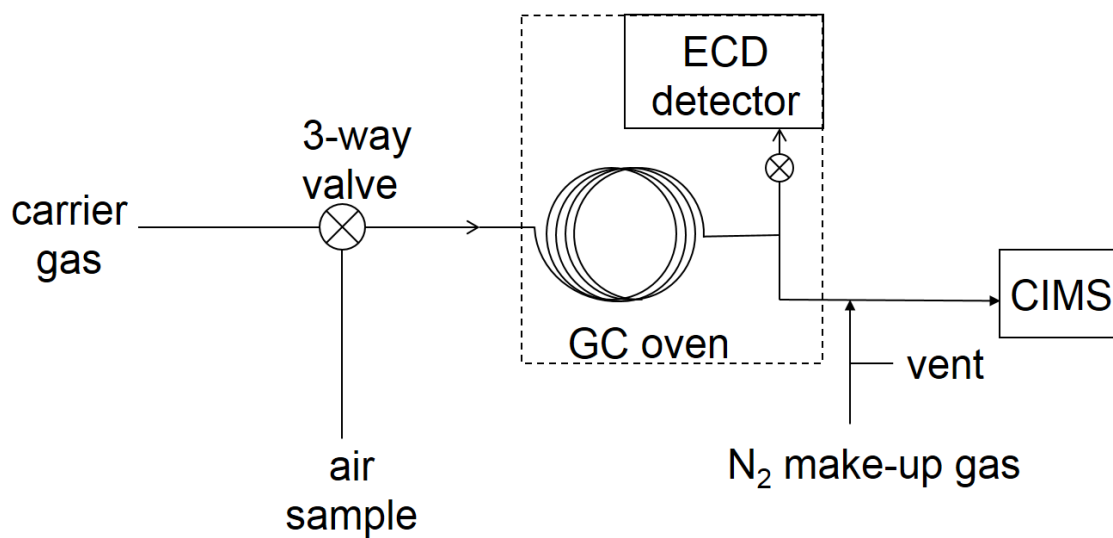 ECD
detector
3-way
valve
carrier
gas
CIMS
GC oven
vent
air
sample
N₂ make-up gas